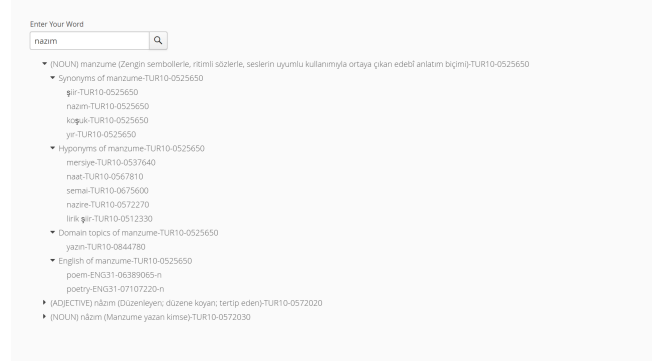 Enter Your Word
nazım
(NOUN) manzume (Zengin sembollerle, ritimli sözlerle, seslerin uyumlu kullanımıyla ortaya çıkan edebî anlatım biçimi)-TUR10-0525650
Synonyms of manzume-TUR10-0525650
şiir-TUR10-0525650
nazım-TUR10-0525650
koşuk-TUR10-0525650
yır-TUR10-0525650
Hyponyms of manzume-TUR10-0525650
mersiye-TUR10-0537640
naat-TUR10-0567810
semai-TUR10-0675600
nazire-TUR10-0572270
lirik şiir-TUR10-0512330
Domain topics of manzume-TUR10-0525650
yazın-TUR10-0844780
English of manzume-TUR10-0525650
poem-ENG31-06389065-n
poetry-ENG31-07107220-n
(ADJECTIVE) nâzım (Düzenleyen; düzene koyan; tertip eden)-TUR10-0572020
(NOUN) nâzım (Manzume yazan kimse)-TUR10-0572030